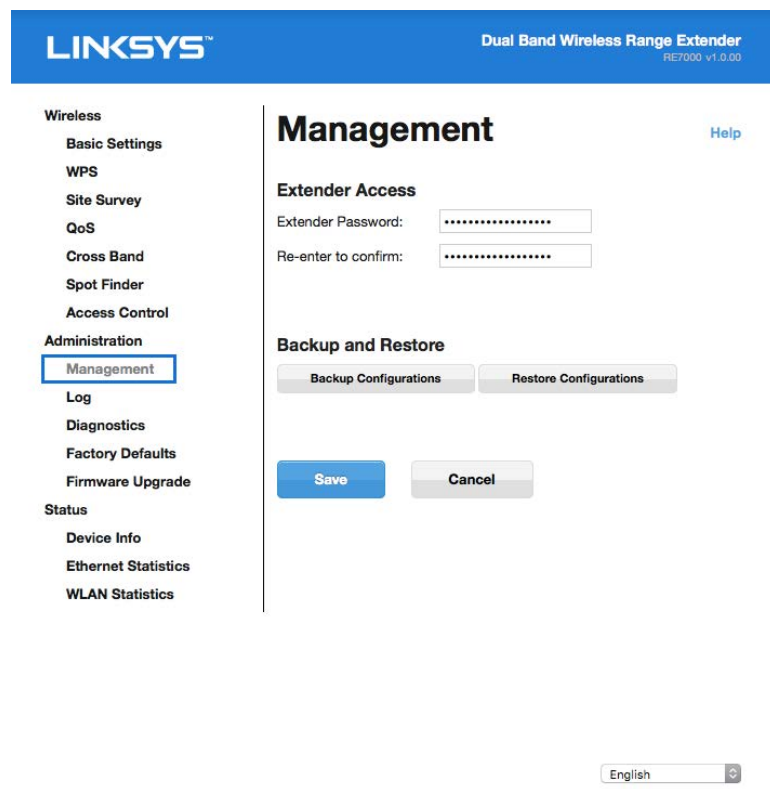 LINKSYS™
Dual Band Wireless Range Extender
RE7000 v1.0.00
Wireless
Basic Settings
WPS
Site Survey
QoS
Cross Band
Spot Finder
Access Control
Administration
Management
Log
Diagnostics
Factory Defaults
Firmware Upgrade
Status
Device Info
Ethernet Statistics
WLAN Statistics
Management
Help
Extender Access
Extender Password: ••••••••••••••••••
Re-enter to confirm: ••••••••••••••••••
Backup and Restore
Backup Configurations Restore Configurations
Save Cancel
English